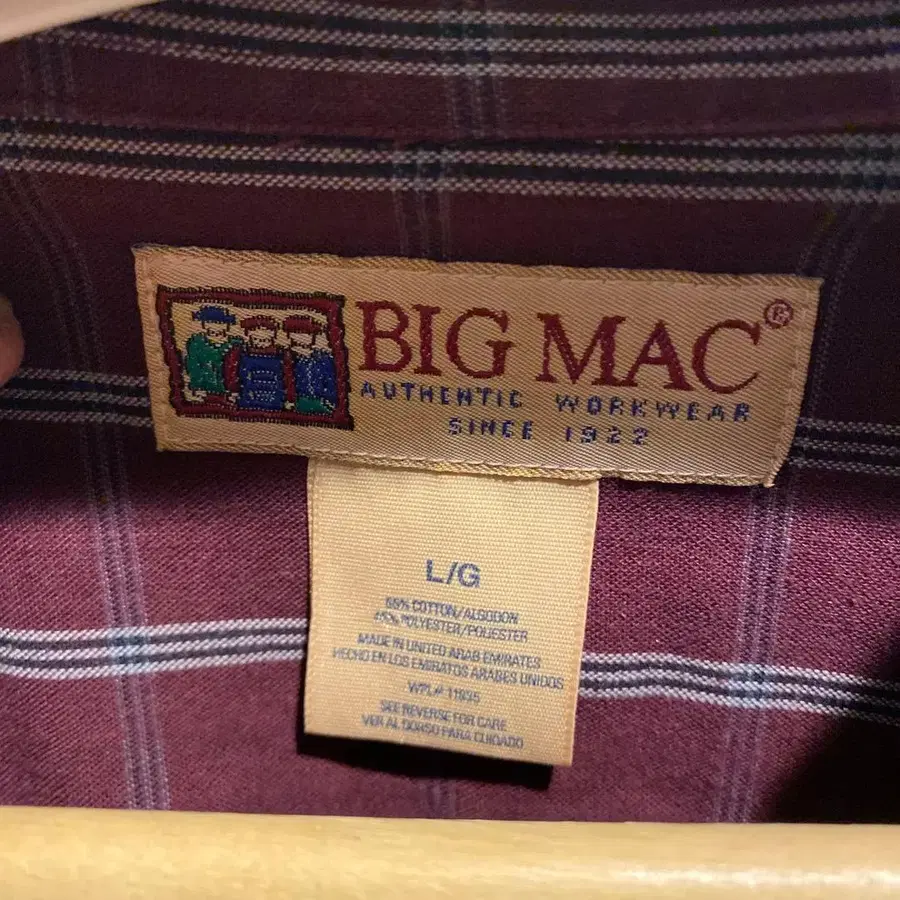 BIG MAC®
AUTHENTIC WORKWEAR
SINCE 1922
L/G
55% COTTON/ALGODON
45% POLYESTER/POLIESTER
MADE IN UNITED ARAB EMIRATES
HECHO EN LOS EMIRATOS ARABES UNIDOS
WPL#
SEE REVERSE FOR CARE
VER AL DORSO PARA CUIDADO